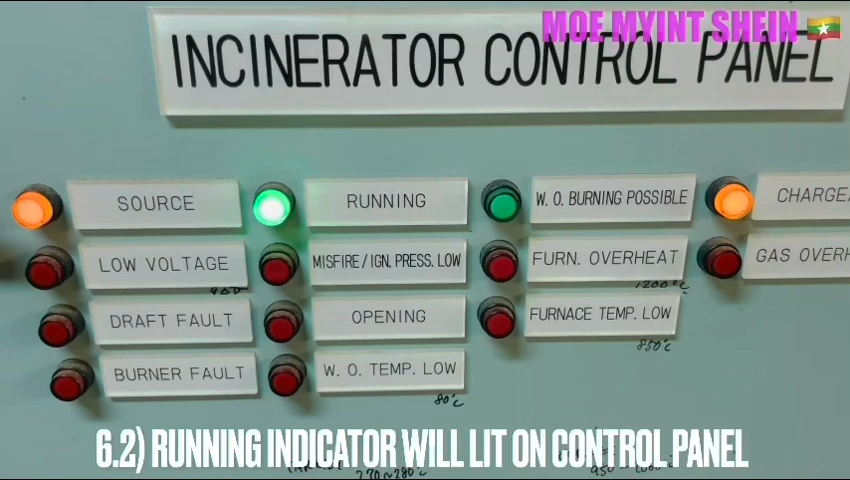 MOE MYINT SHEIN
INCINERATOR CONTROL PANEL
SOURCE
RUNNING
W. O. BURNING POSSIBLE
CHARGE
LOW VOLTAGE
MISFIRE / IGN. PRESS. LOW
FURN. OVERHEAT
GAS OVERH
1200°C
DRAFT FAULT
OPENING
FURNACE TEMP. LOW
850°C
BURNER FAULT
W. O. TEMP. LOW
80°C
6.2) RUNNING INDICATOR WILL LIT ON CONTROL PANEL